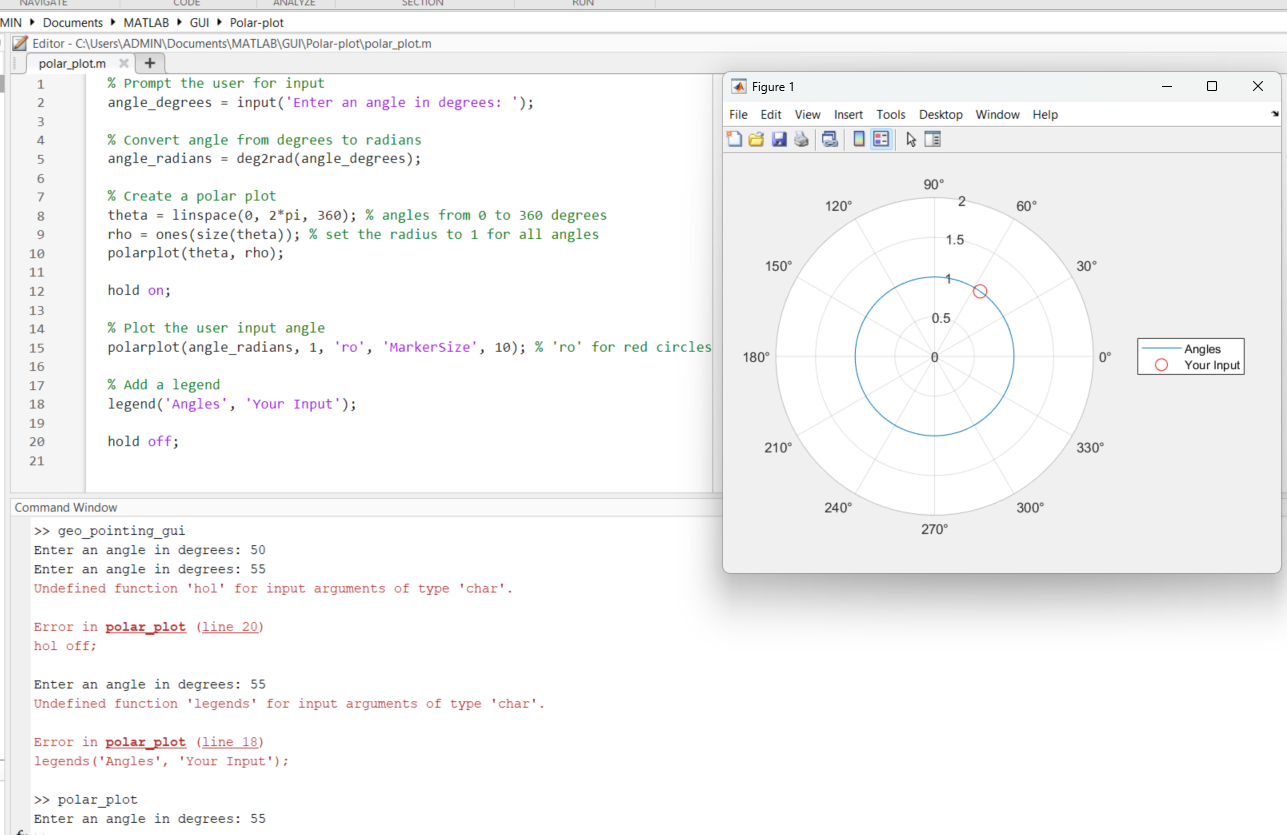 NAVIGATE CODE ANALYZE SECTION RUN
MIN Documents MATLAB GUI Polar-plot
Editor - C:\Users\ADMIN\Documents\MATLAB\GUI\Polar-plot\polar_plot.m
polar_plot.m
1 % Prompt the user for input
2 angle_degrees = input('Enter an angle in degrees: ');
3
4 % Convert angle from degrees to radians
5 angle_radians = deg2rad(angle_degrees);
6
7 % Create a polar plot
8 theta = linspace(0, 2*pi, 360); % angles from 0 to 360 degrees
9 rho = ones(size(theta)); % set the radius to 1 for all angles
10 polarplot(theta, rho);
11
12 hold on;
13
14 % Plot the user input angle
15 polarplot(angle_radians, 1, 'ro', 'MarkerSize', 10); % 'ro' for red circles
16
17 % Add a legend
18 legend('Angles', 'Your Input');
19
20 hold off;
21
Figure 1
File Edit View Insert Tools Desktop Window Help
90°
120° 2 60°
1.5
150° 30°
1
0.5
180° 0 0°
Angles
Your Input
210° 330°
240° 300°
270°
Command Window
>> geo_pointing_gui
Enter an angle in degrees: 50
Enter an angle in degrees: 55
Undefined function 'hol' for input arguments of type 'char'.
Error in polar_plot (line 20)
hol off;
Enter an angle in degrees: 55
Undefined function 'legends' for input arguments of type 'char'.
Error in polar_plot (line 18)
legends('Angles', 'Your Input');
>> polar_plot
Enter an angle in degrees: 55